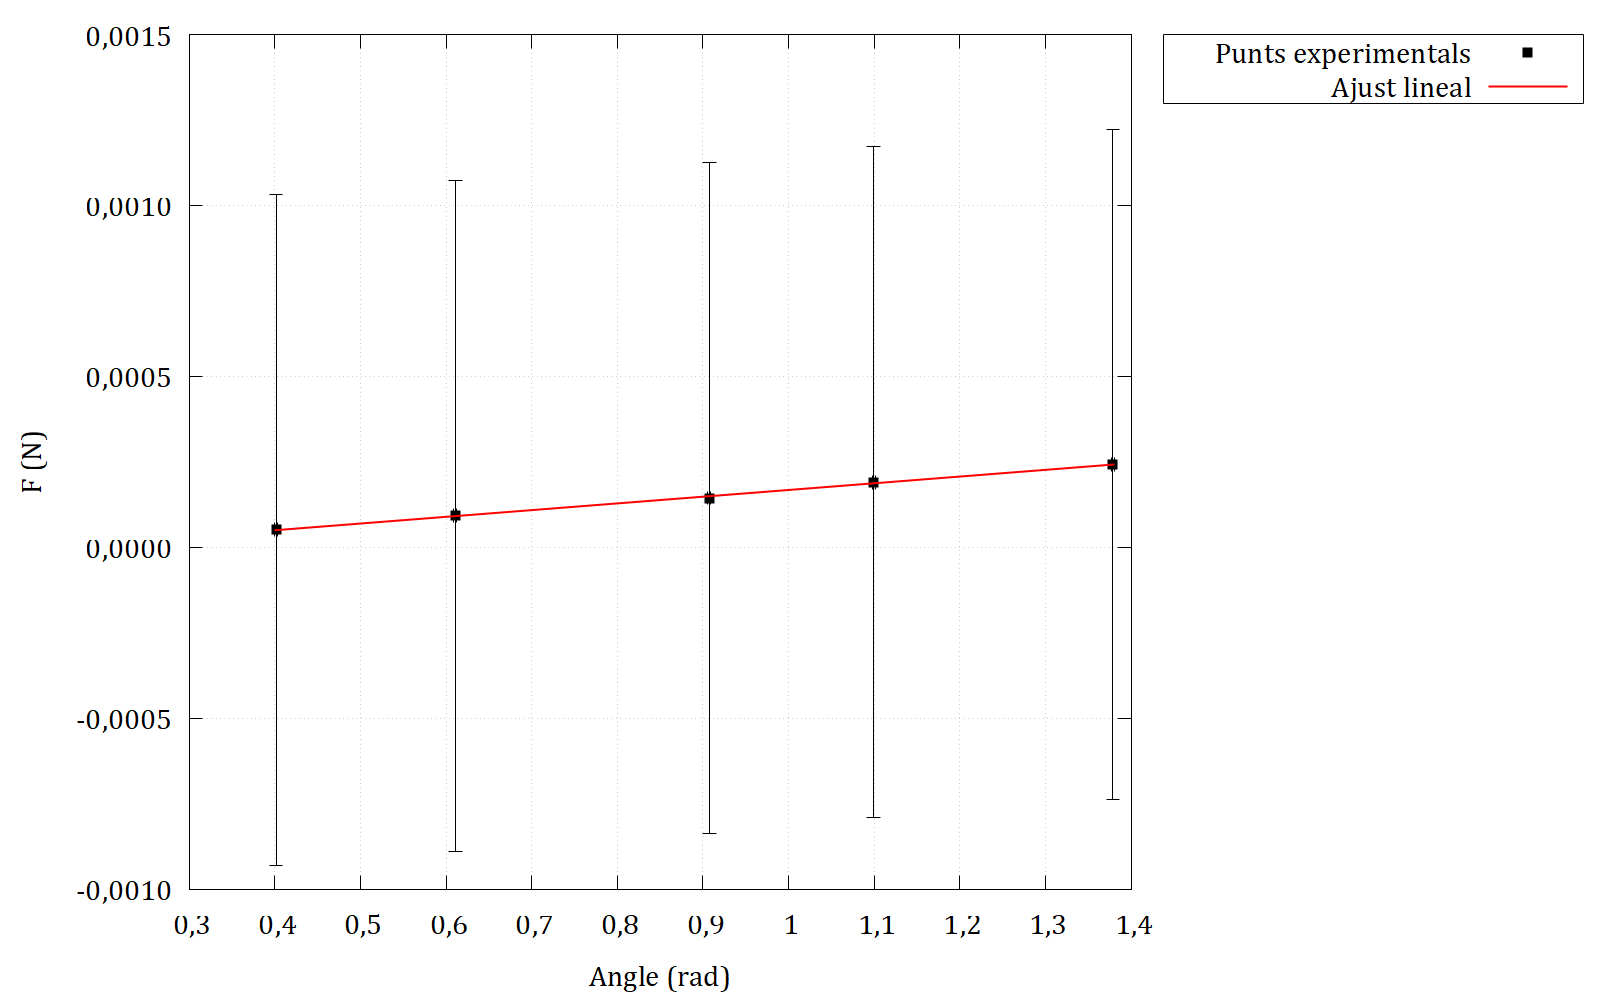 0,0015
0,0010
0,0005
0,0000
-0,0005
-0,0010
F (N)
0,3 0,4 0,5 0,6 0,7 0,8 0,9 1 1,1 1,2 1,3 1,4
Angle (rad)
Punts experimentals
Ajust lineal